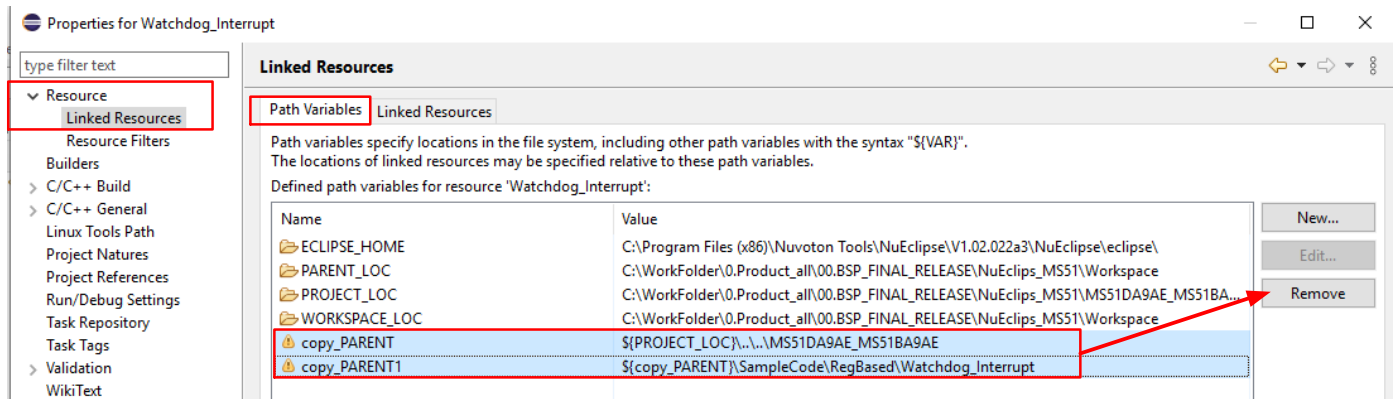 Properties for Watchdog_Interrupt
type filter text
Resource
Linked Resources
Resource Filters
Builders
C/C++ Build
C/C++ General
Linux Tools Path
Project Natures
Project References
Run/Debug Settings
Task Repository
Task Tags
Validation
WikiText
Linked Resources
Path Variables Linked Resources
Path variables specify locations in the file system, including other path variables with the syntax "${VAR}".
The locations of linked resources may be specified relative to these path variables.
Defined path variables for resource 'Watchdog_Interrupt':
Name Value
ECLIPSE_HOME C:\Program Files (x86)\Nuvoton Tools\NuEclipse\V1.02.022a3\NuEclipse\eclipse\
PARENT_LOC C:\WorkFolder\0.Product_all\00.BSP_FINAL_RELEASE\NuEclips_MS51\Workspace
PROJECT_LOC C:\WorkFolder\0.Product_all\00.BSP_FINAL_RELEASE\NuEclips_MS51\MS51DA9AE_MS51BA...
WORKSPACE_LOC C:\WorkFolder\0.Product_all\00.BSP_FINAL_RELEASE\NuEclips_MS51\Workspace
copy_PARENT ${PROJECT_LOC}\..\..\MS51DA9AE_MS51BA9AE
copy_PARENT1 ${copy_PARENT}\SampleCode\RegBased\Watchdog_Interrupt
New...
Edit...
Remove